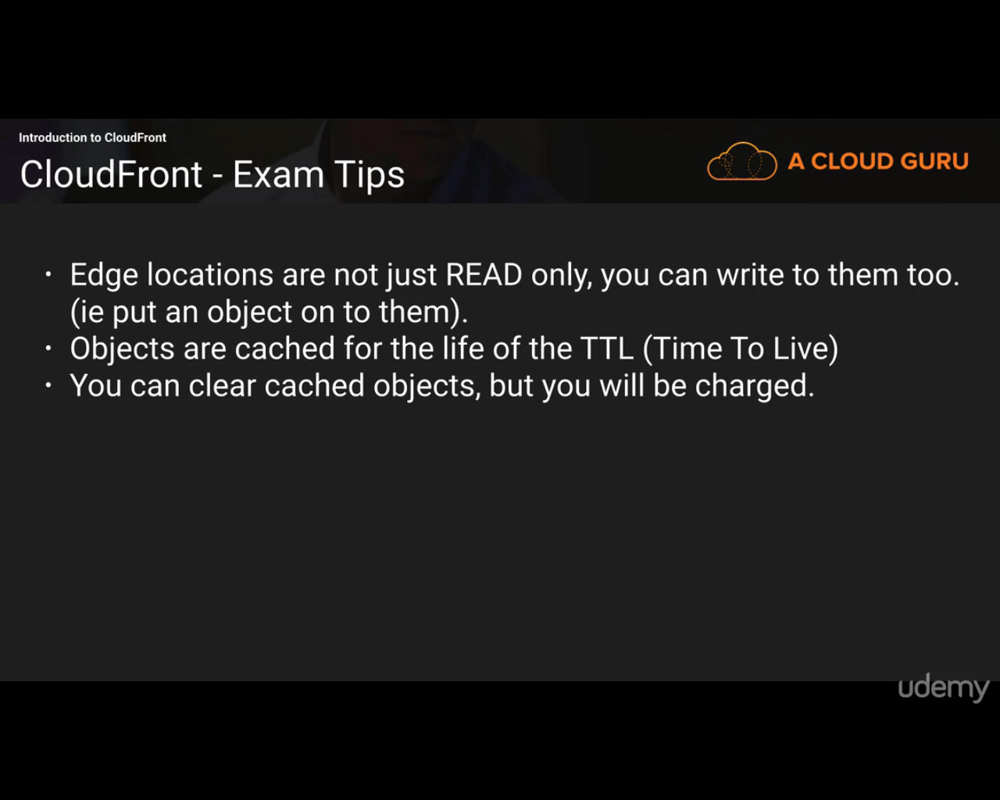 Introduction to CloudFront
CloudFront - Exam Tips
A CLOUD GURU
• Edge locations are not just READ only, you can write to them too.
(ie put an object on to them).
• Objects are cached for the life of the TTL (Time To Live)
• You can clear cached objects, but you will be charged.
udemy